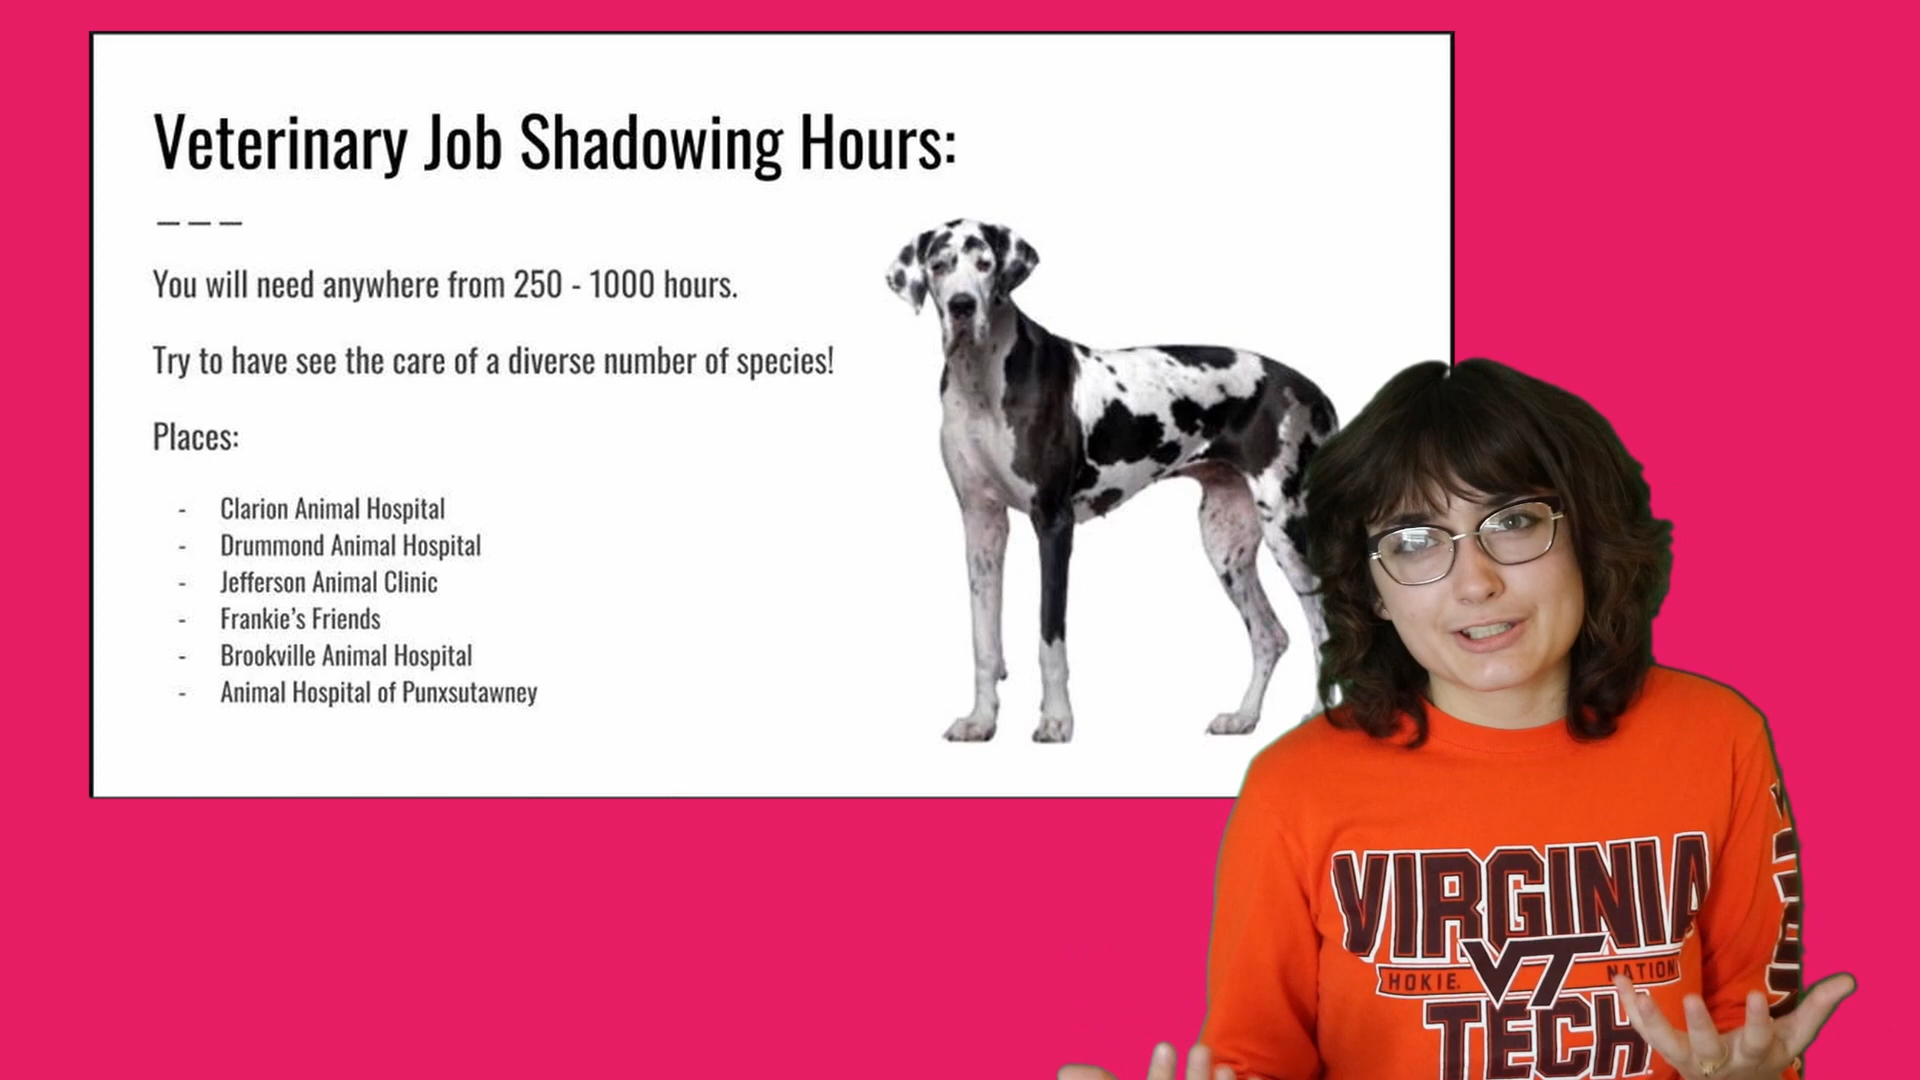 Veterinary Job Shadowing Hours:
You will need anywhere from 250 - 1000 hours.
Try to have see the care of a diverse number of species!
Places:
- Clarion Animal Hospital
- Drummond Animal Hospital
- Jefferson Animal Clinic
- Frankie's Friends
- Brookville Animal Hospital
- Animal Hospital of Punxsutawney
VIRGINIA
HOKIE VT NATION
TECH